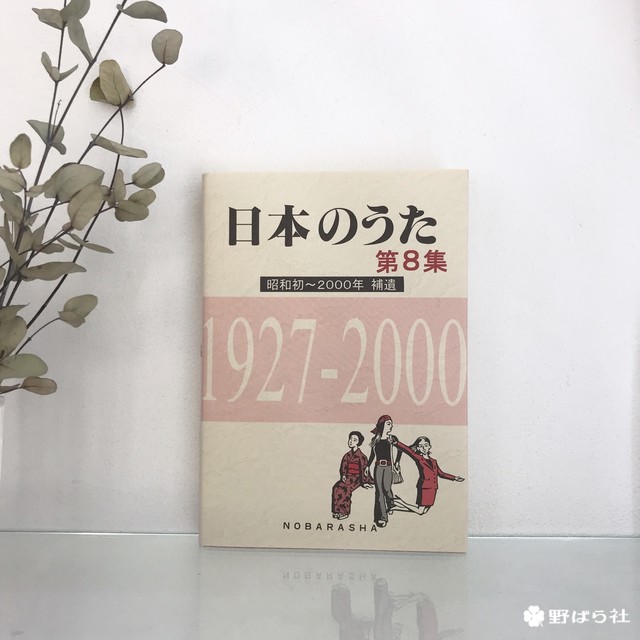 日本のうた
第8集
昭和初～2000年 補遺
1927-2000
NOBARASHA
野ばら社